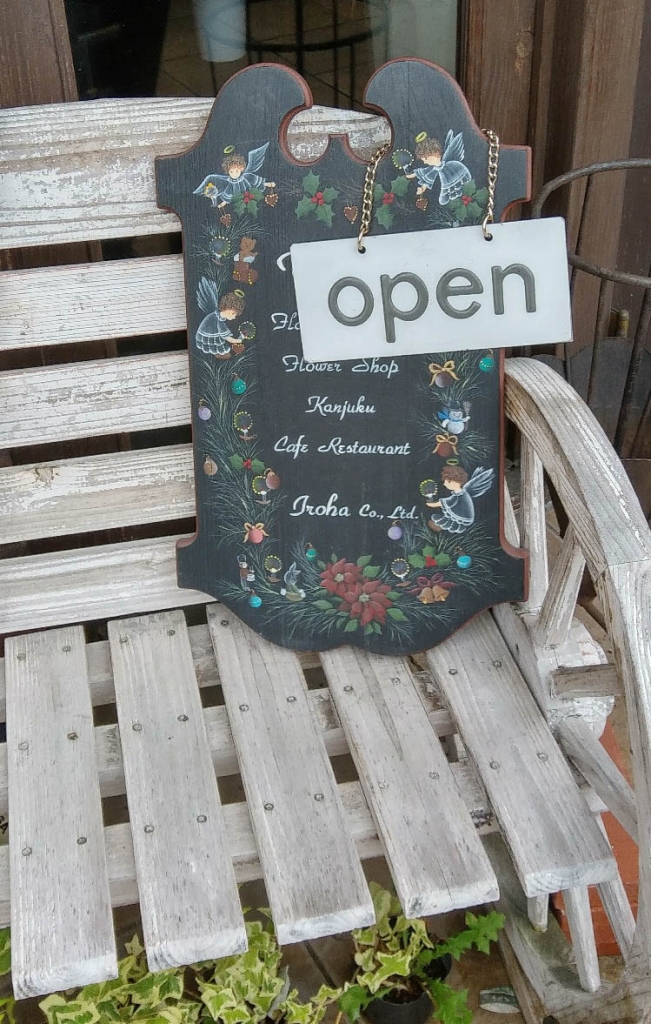 open
Flower Shop
Kanjuku
Cafe Restaurant
Iroha Co., Ltd.